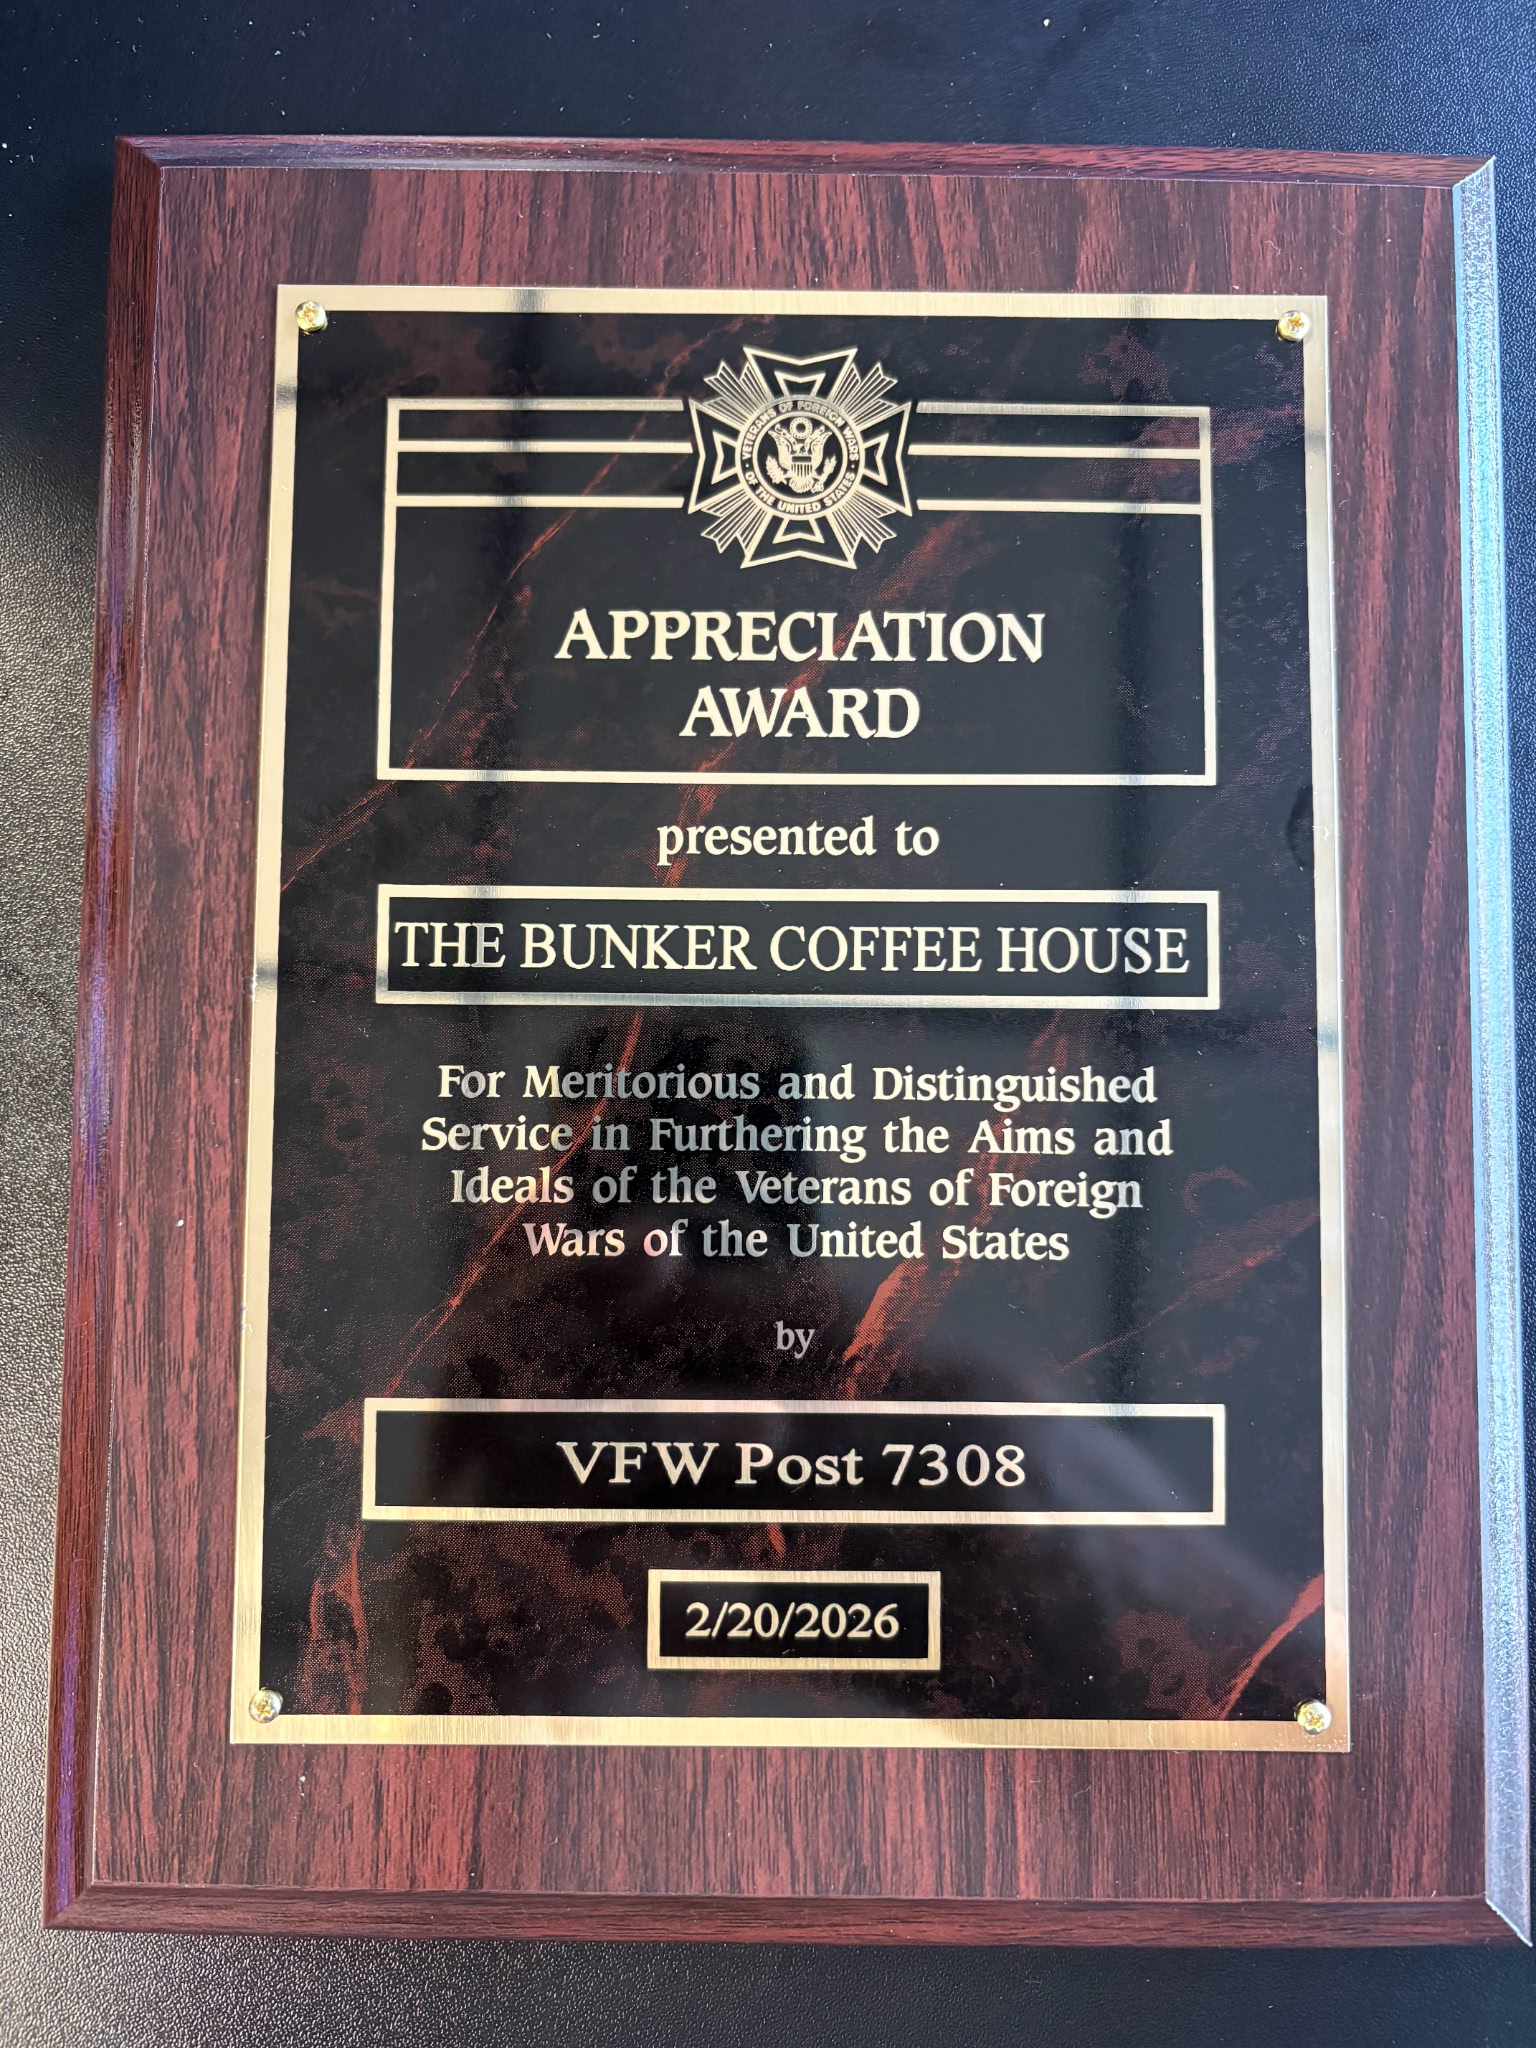 VETERANS OF FOREIGN WARS
OF THE UNITED STATES
APPRECIATION
AWARD
presented to
THE BUNKER COFFEE HOUSE
For Meritorious and Distinguished
Service in Furthering the Aims and
Ideals of the Veterans of Foreign
Wars of the United States
by
VFW Post 7308
2/20/2026